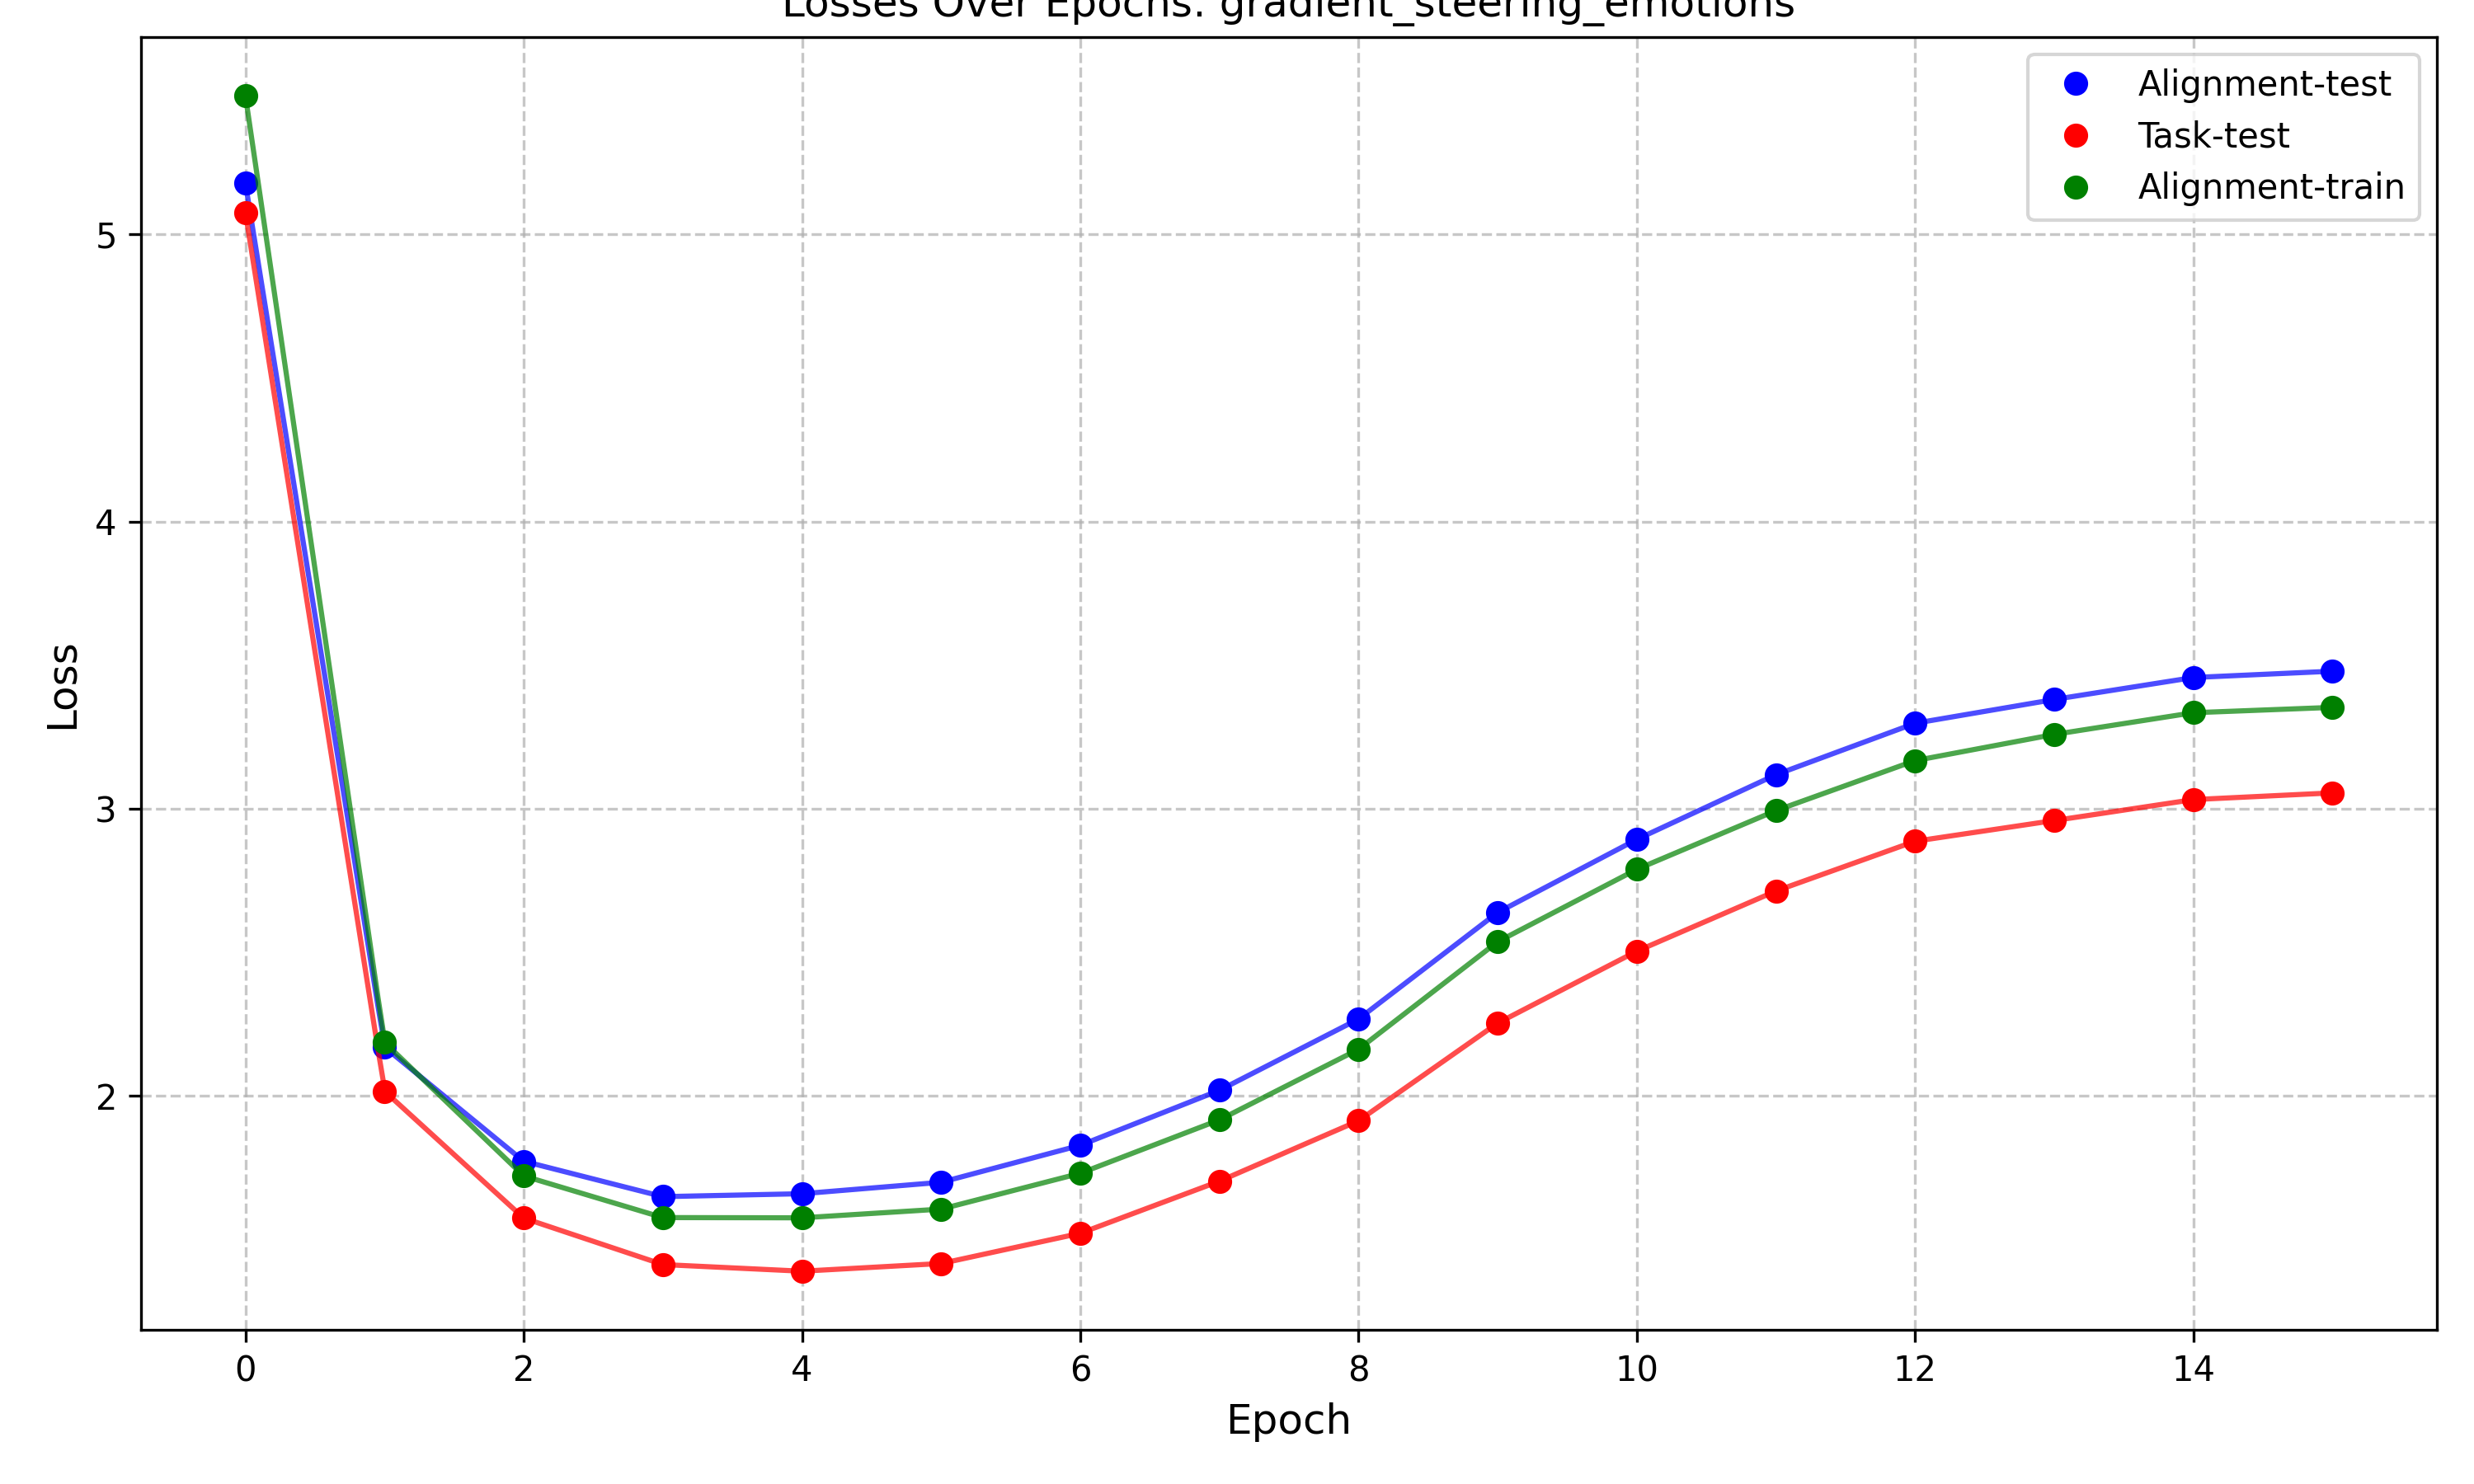 Losses Over Epochs: gradient_steering_emotions
Alignment-test
Task-test
Alignment-train
5
4
3
2
Loss
0 2 4 6 8 10 12 14
Epoch